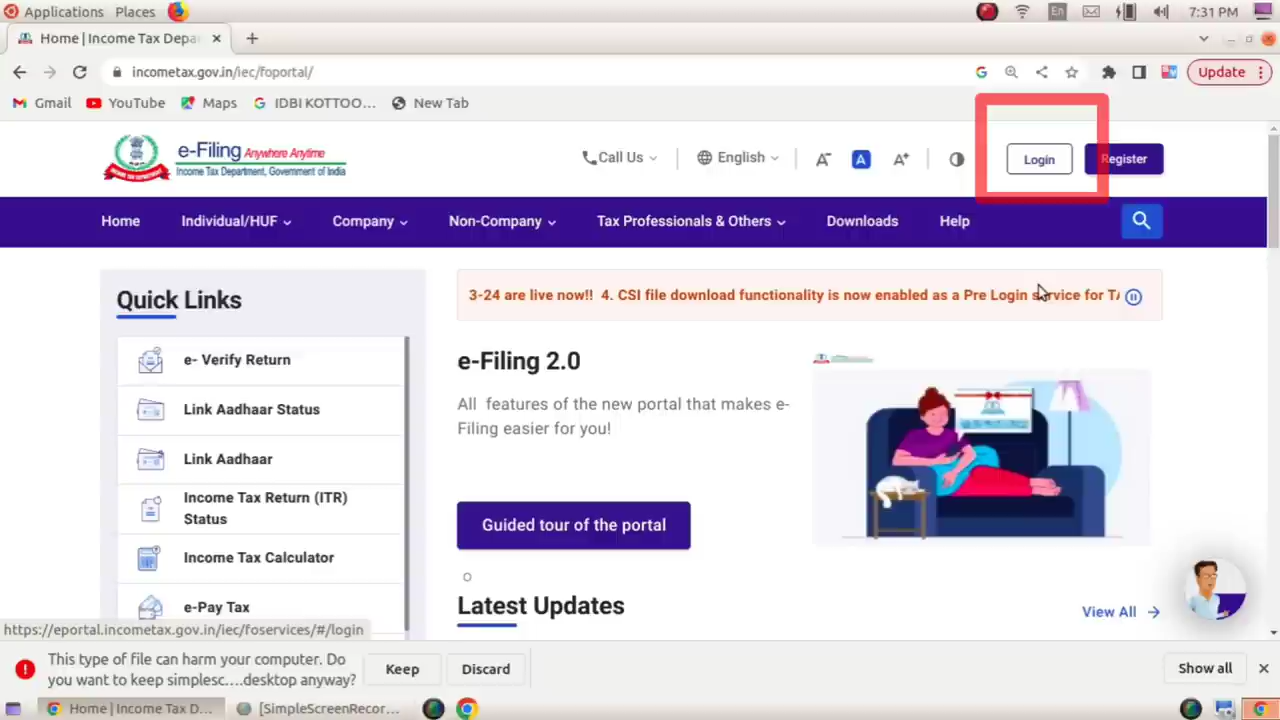 Applications Places
En 7:31 PM
Home | Income Tax Depa
incometax.gov.in/iec/foportal/
Update
Gmail YouTube Maps IDBI KOTTOO... New Tab
e-Filing Anywhere Anytime
Income Tax Department, Government of India
Call Us English A- A A+ Login Register
Home Individual/HUF Company Non-Company Tax Professionals & Others Downloads Help
Quick Links
e- Verify Return
Link Aadhaar Status
Link Aadhaar
Income Tax Return (ITR)
Status
Income Tax Calculator
e-Pay Tax
3-24 are live now!! 4. CSI file download functionality is now enabled as a Pre Login service for TA
e-Filing 2.0
All features of the new portal that makes e-
Filing easier for you!
Guided tour of the portal
Latest Updates
View All
https://eportal.incometax.gov.in/iec/foservices/#/login
This type of file can harm your computer. Do
you want to keep simplesc....desktop anyway?
Keep Discard Show all
Home | Income Tax D... [SimpleScreenRecor...